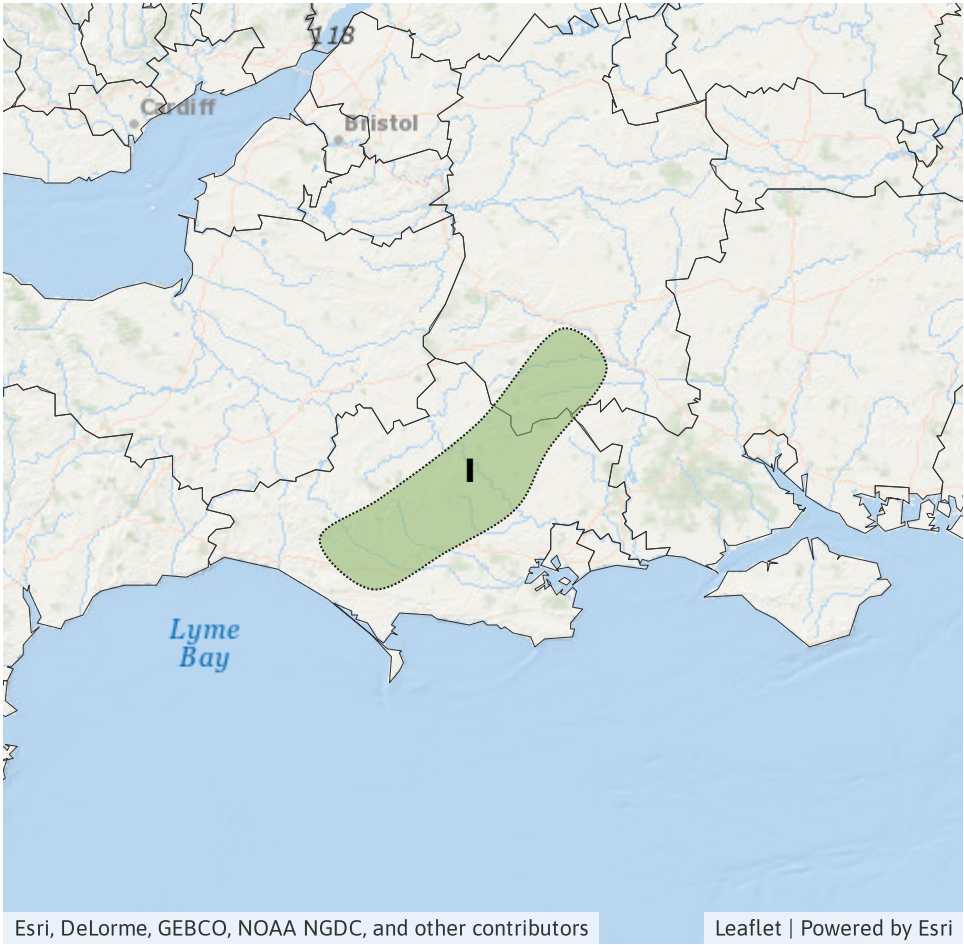 118
Cardiff
Bristol
I
Lyme
Bay
Esri, DeLorme, GEBCO, NOAA NGDC, and other contributors
Leaflet | Powered by Esri